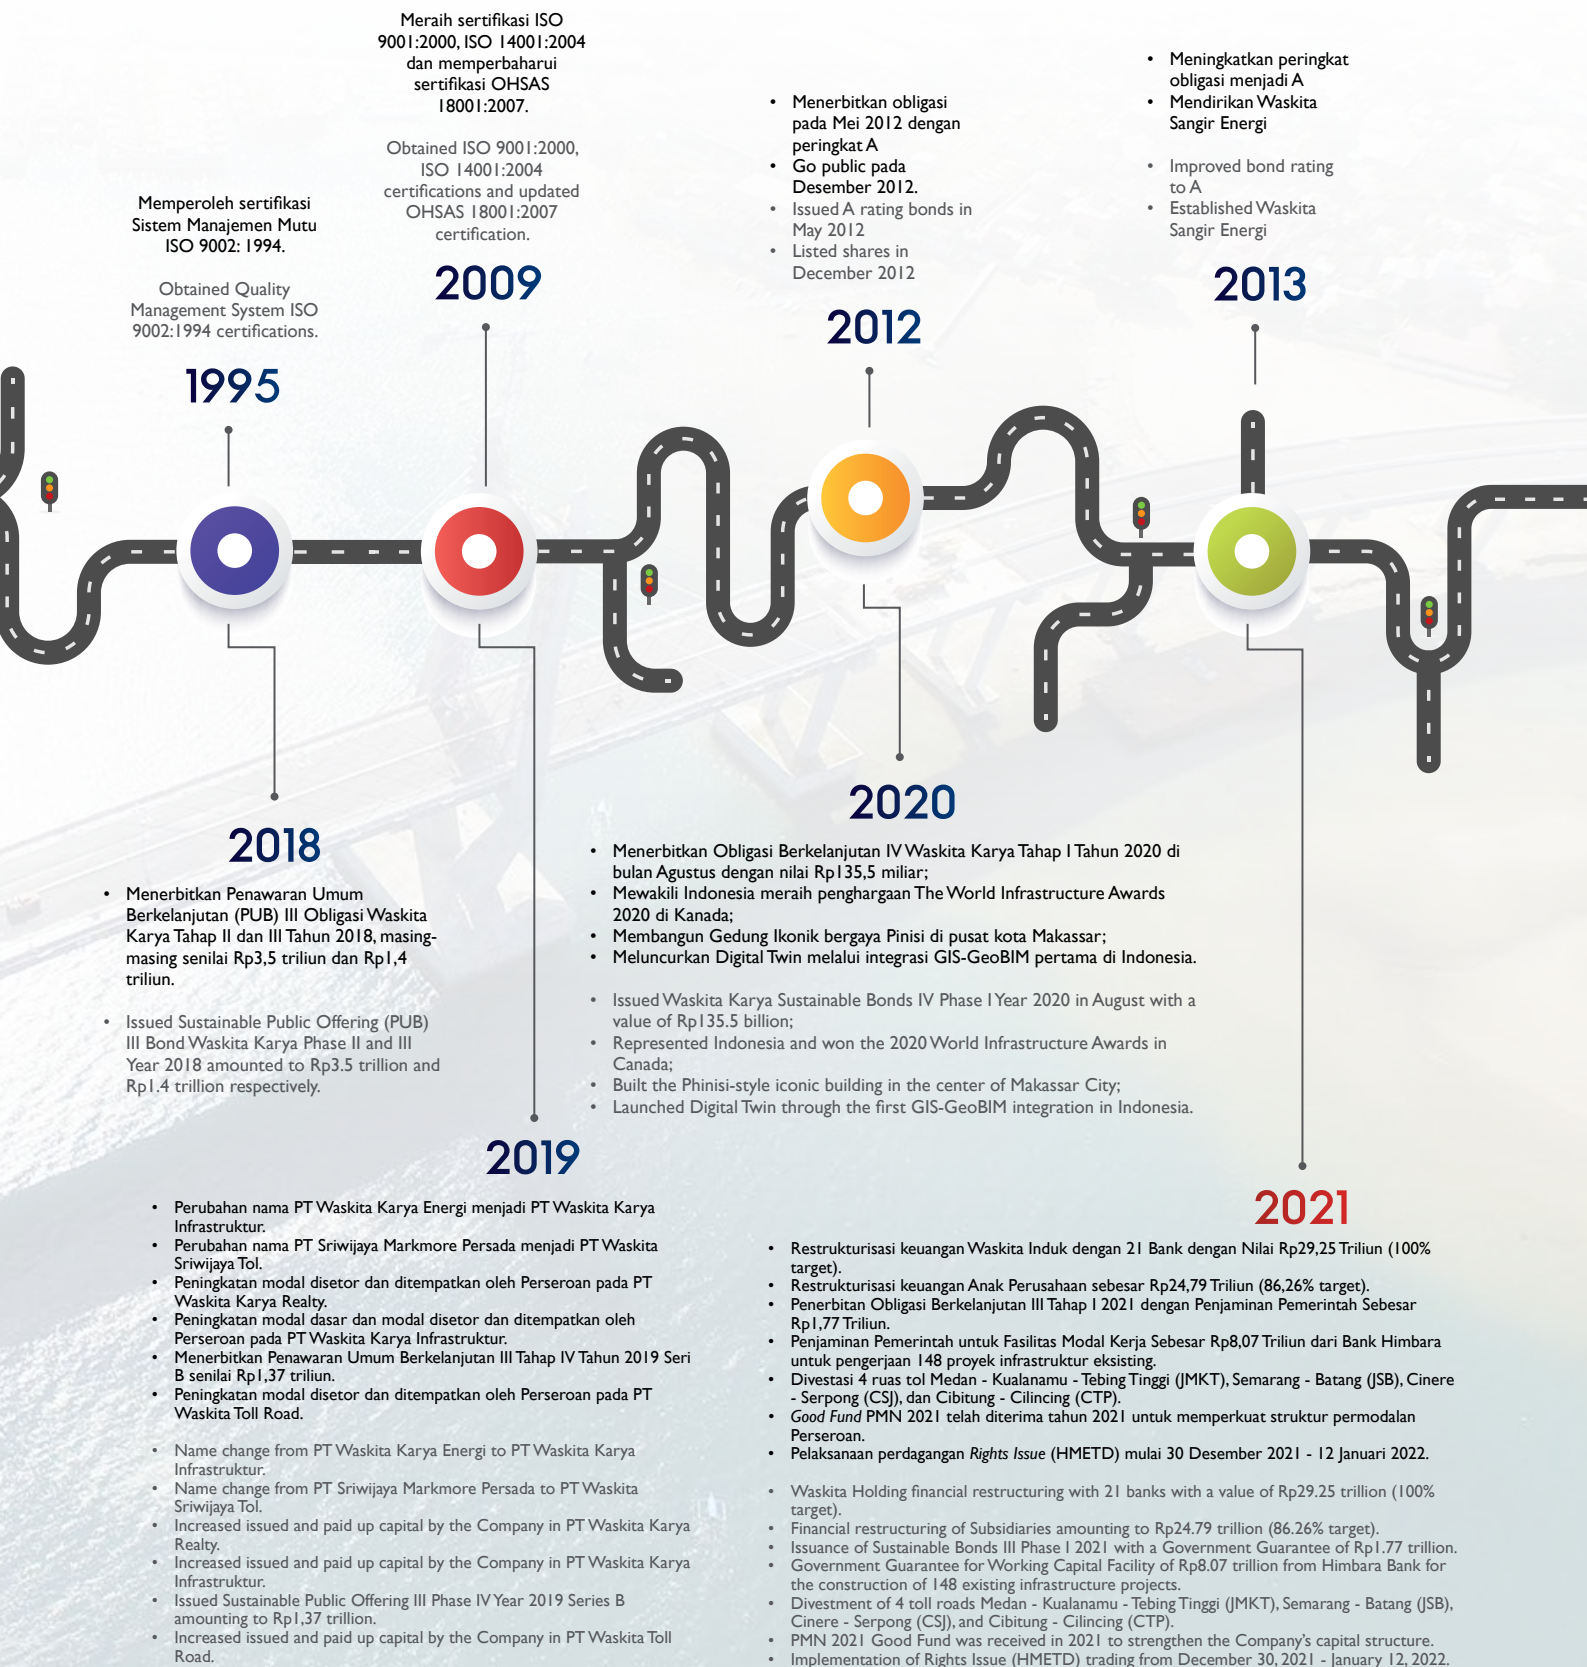 Memperoleh sertifikasi
Sistem Manajemen Mutu
ISO 9002: 1994.
Obtained Quality
Management System ISO
9002:1994 certifications.
1995
Meraih sertifikasi ISO
9001:2000, ISO 14001:2004
dan memperbaharui
sertifikasi OHSAS
18001:2007.
Obtained ISO 9001:2000,
ISO 14001:2004
certifications and updated
OHSAS 18001:2007
certification.
2009
• Menerbitkan obligasi
pada Mei 2012 dengan
peringkat A
• Go public pada
Desember 2012.
• Issued A rating bonds in
May 2012
• Listed shares in
December 2012
2012
• Meningkatkan peringkat
obligasi menjadi A
• Mendirikan Waskita
Sangir Energi
• Improved bond rating
to A
• Established Waskita
Sangir Energi
2013
2018
• Menerbitkan Penawaran Umum
Berkelanjutan (PUB) III Obligasi Waskita
Karya Tahap II dan III Tahun 2018, masing-
masing senilai Rp3,5 triliun dan Rp1,4
triliun.
• Issued Sustainable Public Offering (PUB)
III Bond Waskita Karya Phase II and III
Year 2018 amounted to Rp3.5 trillion and
Rp1.4 trillion respectively.
2019
• Perubahan nama PT Waskita Karya Energi menjadi PT Waskita Karya
Infrastruktur.
• Perubahan nama PT Sriwijaya Markmore Persada menjadi PT Waskita
Sriwijaya Tol.
• Peningkatan modal disetor dan ditempatkan oleh Perseroan pada PT
Waskita Karya Realty.
• Peningkatan modal dasar dan modal disetor dan ditempatkan oleh
Perseroan pada PT Waskita Karya Infrastruktur.
• Menerbitkan Penawaran Umum Berkelanjutan III Tahap IV Tahun 2019 Seri
B senilai Rp1,37 triliun.
• Peningkatan modal disetor dan ditempatkan oleh Perseroan pada PT
Waskita Toll Road.
• Name change from PT Waskita Karya Energi to PT Waskita Karya
Infrastruktur.
• Name change from PT Sriwijaya Markmore Persada to PT Waskita
Sriwijaya Tol.
• Increased issued and paid up capital by the Company in PT Waskita Karya
Realty.
• Increased issued and paid up capital by the Company in PT Waskita Karya
Infrastruktur.
• Issued Sustainable Public Offering III Phase IV Year 2019 Series B
amounting to Rp1,37 trillion.
• Increased issued and paid up capital by the Company in PT Waskita Toll
Road.
2020
• Menerbitkan Obligasi Berkelanjutan IV Waskita Karya Tahap I Tahun 2020 di
bulan Agustus dengan nilai Rp135,5 miliar;
• Mewakili Indonesia meraih penghargaan The World Infrastructure Awards
2020 di Kanada;
• Membangun Gedung Ikonik bergaya Pinisi di pusat kota Makassar;
• Meluncurkan Digital Twin melalui integrasi GIS-GeoBIM pertama di Indonesia.
• Issued Waskita Karya Sustainable Bonds IV Phase I Year 2020 in August with a
value of Rp135.5 billion;
• Represented Indonesia and won the 2020 World Infrastructure Awards in
Canada;
• Built the Phinisi-style iconic building in the center of Makassar City;
• Launched Digital Twin through the first GIS-GeoBIM integration in Indonesia.
2021
• Restrukturisasi keuangan Waskita Induk dengan 21 Bank dengan Nilai Rp29,25 Triliun (100%
target).
• Restrukturisasi keuangan Anak Perusahaan sebesar Rp24,79 Triliun (86,26% target).
• Penerbitan Obligasi Berkelanjutan III Tahap I 2021 dengan Penjaminan Pemerintah Sebesar
Rp1,77 Triliun.
• Penjaminan Pemerintah untuk Fasilitas Modal Kerja Sebesar Rp8,07 Triliun dari Bank Himbara
untuk pengerjaan 148 proyek infrastruktur eksisting.
• Divestasi 4 ruas tol Medan - Kualanamu - Tebing Tinggi (JMKT), Semarang - Batang (JSB), Cinere
- Serpong (CSJ), dan Cibitung - Cilincing (CTP).
• Good Fund PMN 2021 telah diterima tahun 2021 untuk memperkuat struktur permodalan
Perseroan.
• Pelaksanaan perdagangan Rights Issue (HMETD) mulai 30 Desember 2021 - 12 Januari 2022.
• Waskita Holding financial restructuring with 21 banks with a value of Rp29.25 trillion (100%
target).
• Financial restructuring of Subsidiaries amounting to Rp24.79 trillion (86.26% target).
• Issuance of Sustainable Bonds III Phase I 2021 with a Government Guarantee of Rp1.77 trillion.
• Government Guarantee for Working Capital Facility of Rp8.07 trillion from Himbara Bank for
the construction of 148 existing infrastructure projects.
• Divestment of 4 toll roads Medan - Kualanamu - Tebing Tinggi (JMKT), Semarang - Batang (JSB),
Cinere - Serpong (CSJ), and Cibitung - Cilincing (CTP).
• PMN 2021 Good Fund was received in 2021 to strengthen the Company's capital structure.
• Implementation of Rights Issue (HMETD) trading from December 30, 2021 - January 12, 2022.